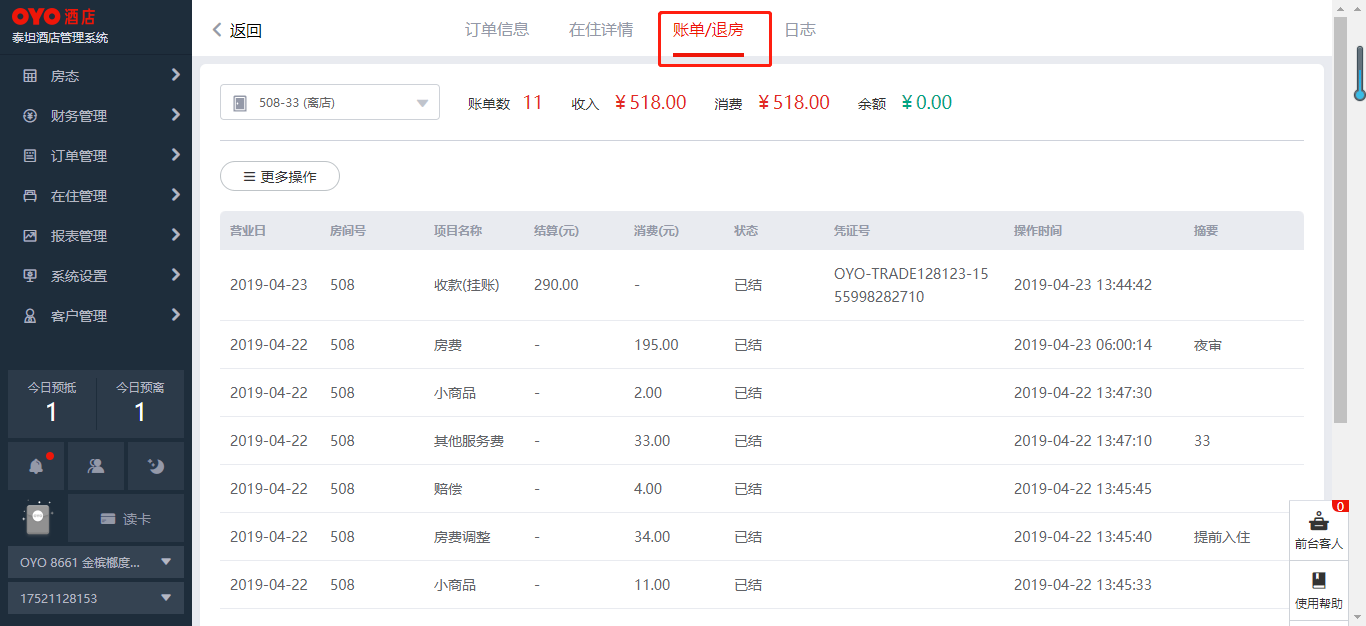 OYO 酒店
泰坦酒店管理系统
房态
财务管理
订单管理
在住管理
报表管理
系统设置
客户管理
今日预抵 今日预离
1 1
读卡
OYO 8661 金槟榔度...
17521128153
返回 订单信息 在住详情 账单/退房 日志
508-33 (离店) 账单数 11 收入 ¥518.00 消费 ¥518.00 余额 ¥0.00
更多操作
营业日 房间号 项目名称 结算(元) 消费(元) 状态 凭证号 操作时间 摘要
2019-04-23 508 收款(挂账) 290.00 - 已结 OYO-TRADE128123-15 2019-04-23 13:44:42
55998282710
2019-04-22 508 房费 - 195.00 已结 2019-04-23 06:00:14 夜审
2019-04-22 508 小商品 - 2.00 已结 2019-04-22 13:47:30
2019-04-22 508 其他服务费 - 33.00 已结 2019-04-22 13:47:10 33
2019-04-22 508 赔偿 - 4.00 已结 2019-04-22 13:45:45
2019-04-22 508 房费调整 - 34.00 已结 2019-04-22 13:45:40 提前入住
2019-04-22 508 小商品 - 11.00 已结 2019-04-22 13:45:33
0
前台客人
使用帮助